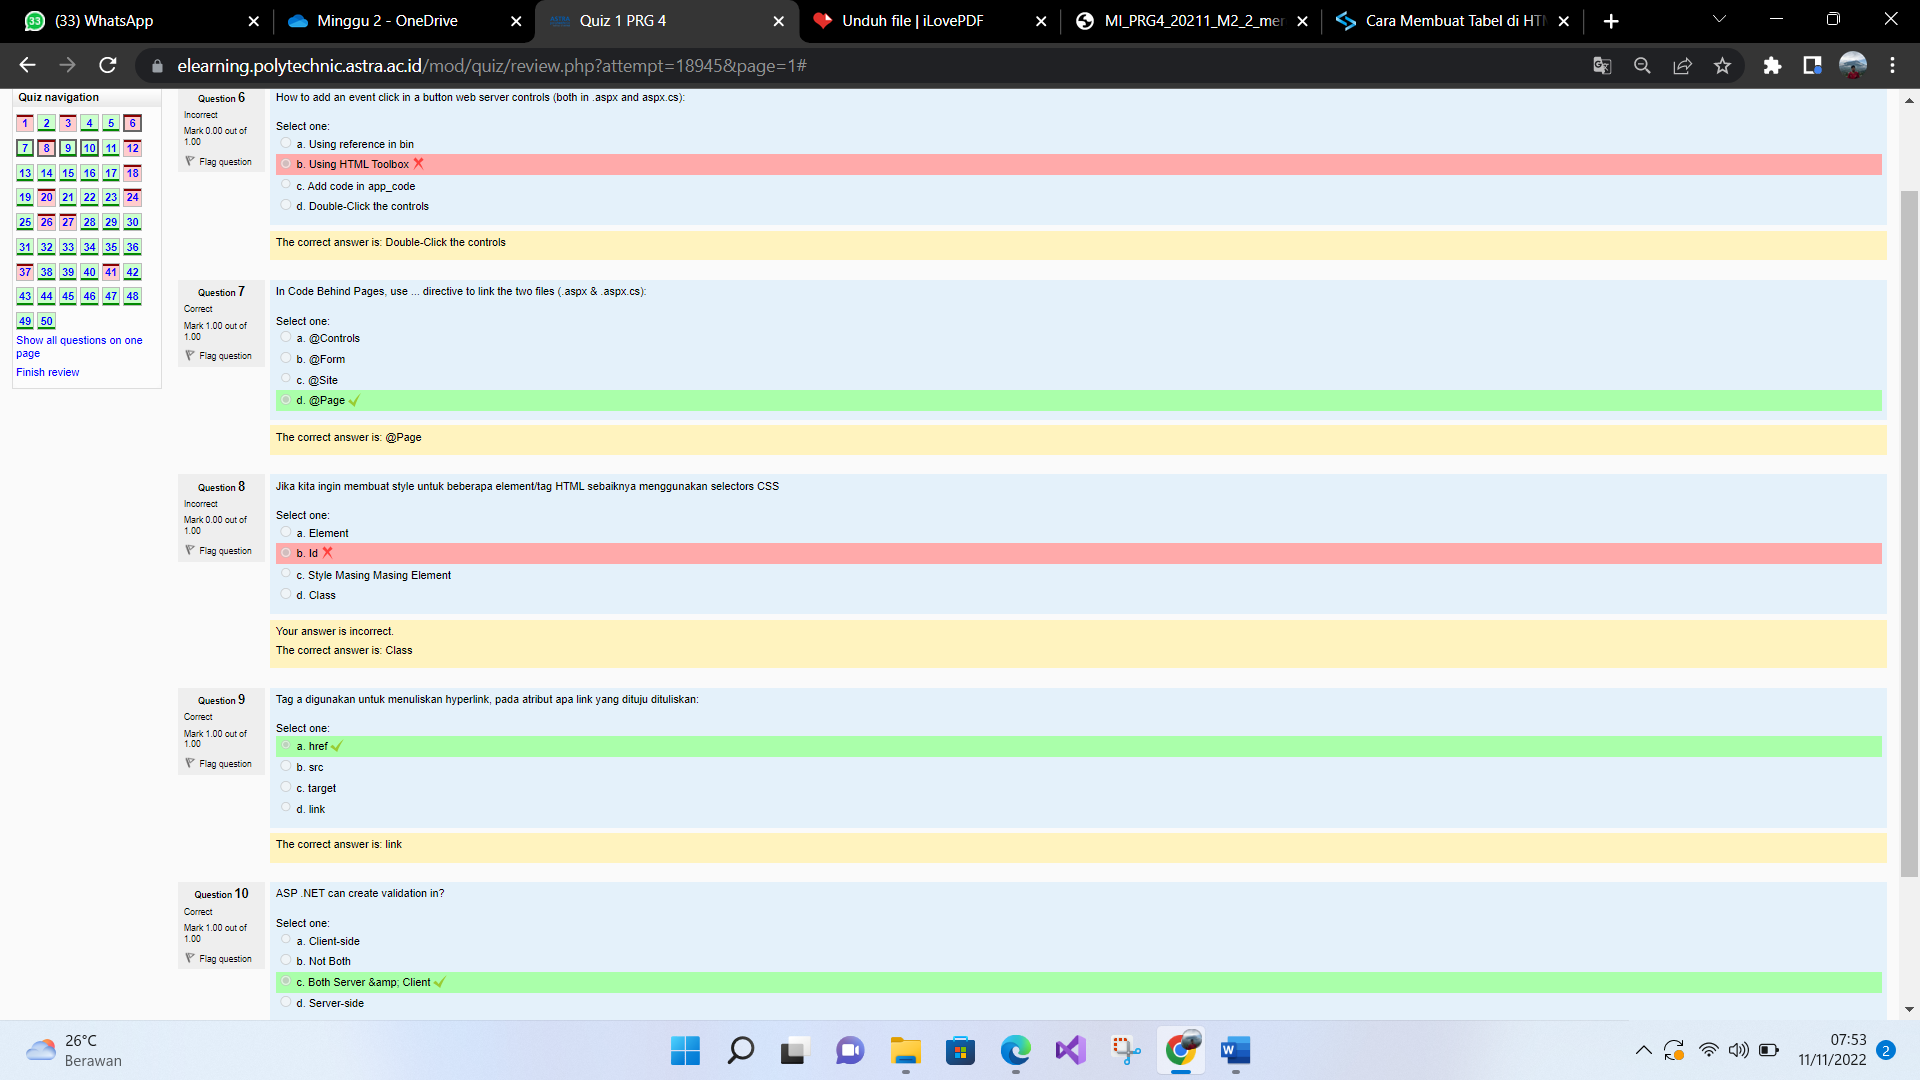 (33) WhatsApp
Minggu 2 - OneDrive
Quiz 1 PRG 4
Unduh file | iLovePDF
MI_PRG4_20211_M2_2_mer
Cara Membuat Tabel di HTM
elearning.polytechnic.astra.ac.id/mod/quiz/review.php?attempt=18945&page=1#
Quiz navigation
1 2 3 4 5 6
7 8 9 10 11 12
13 14 15 16 17 18
19 20 21 22 23 24
25 26 27 28 29 30
31 32 33 34 35 36
37 38 39 40 41 42
43 44 45 46 47 48
49 50
Show all questions on one
page
Finish review
Question 6
Incorrect
Mark 0.00 out of
1.00
Flag question
How to add an event click in a button web server controls (both in .aspx and aspx.cs):
Select one:
a. Using reference in bin
b. Using HTML Toolbox
c. Add code in app_code
d. Double-Click the controls
The correct answer is: Double-Click the controls
Question 7
Correct
Mark 1.00 out of
1.00
Flag question
In Code Behind Pages, use ... directive to link the two files (.aspx & .aspx.cs):
Select one:
a. @Controls
b. @Form
c. @Site
d. @Page
The correct answer is: @Page
Question 8
Incorrect
Mark 0.00 out of
1.00
Flag question
Jika kita ingin membuat style untuk beberapa element/tag HTML sebaiknya menggunakan selectors CSS
Select one:
a. Element
b. Id
c. Style Masing Masing Element
d. Class
Your answer is incorrect.
The correct answer is: Class
Question 9
Correct
Mark 1.00 out of
1.00
Flag question
Tag a digunakan untuk menuliskan hyperlink, pada atribut apa link yang dituju dituliskan:
Select one:
a. href
b. src
c. target
d. link
The correct answer is: link
Question 10
Correct
Mark 1.00 out of
1.00
Flag question
ASP .NET can create validation in?
Select one:
a. Client-side
b. Not Both
c. Both Server &amp; Client
d. Server-side
26°C
Berawan
07:53
11/11/2022
2